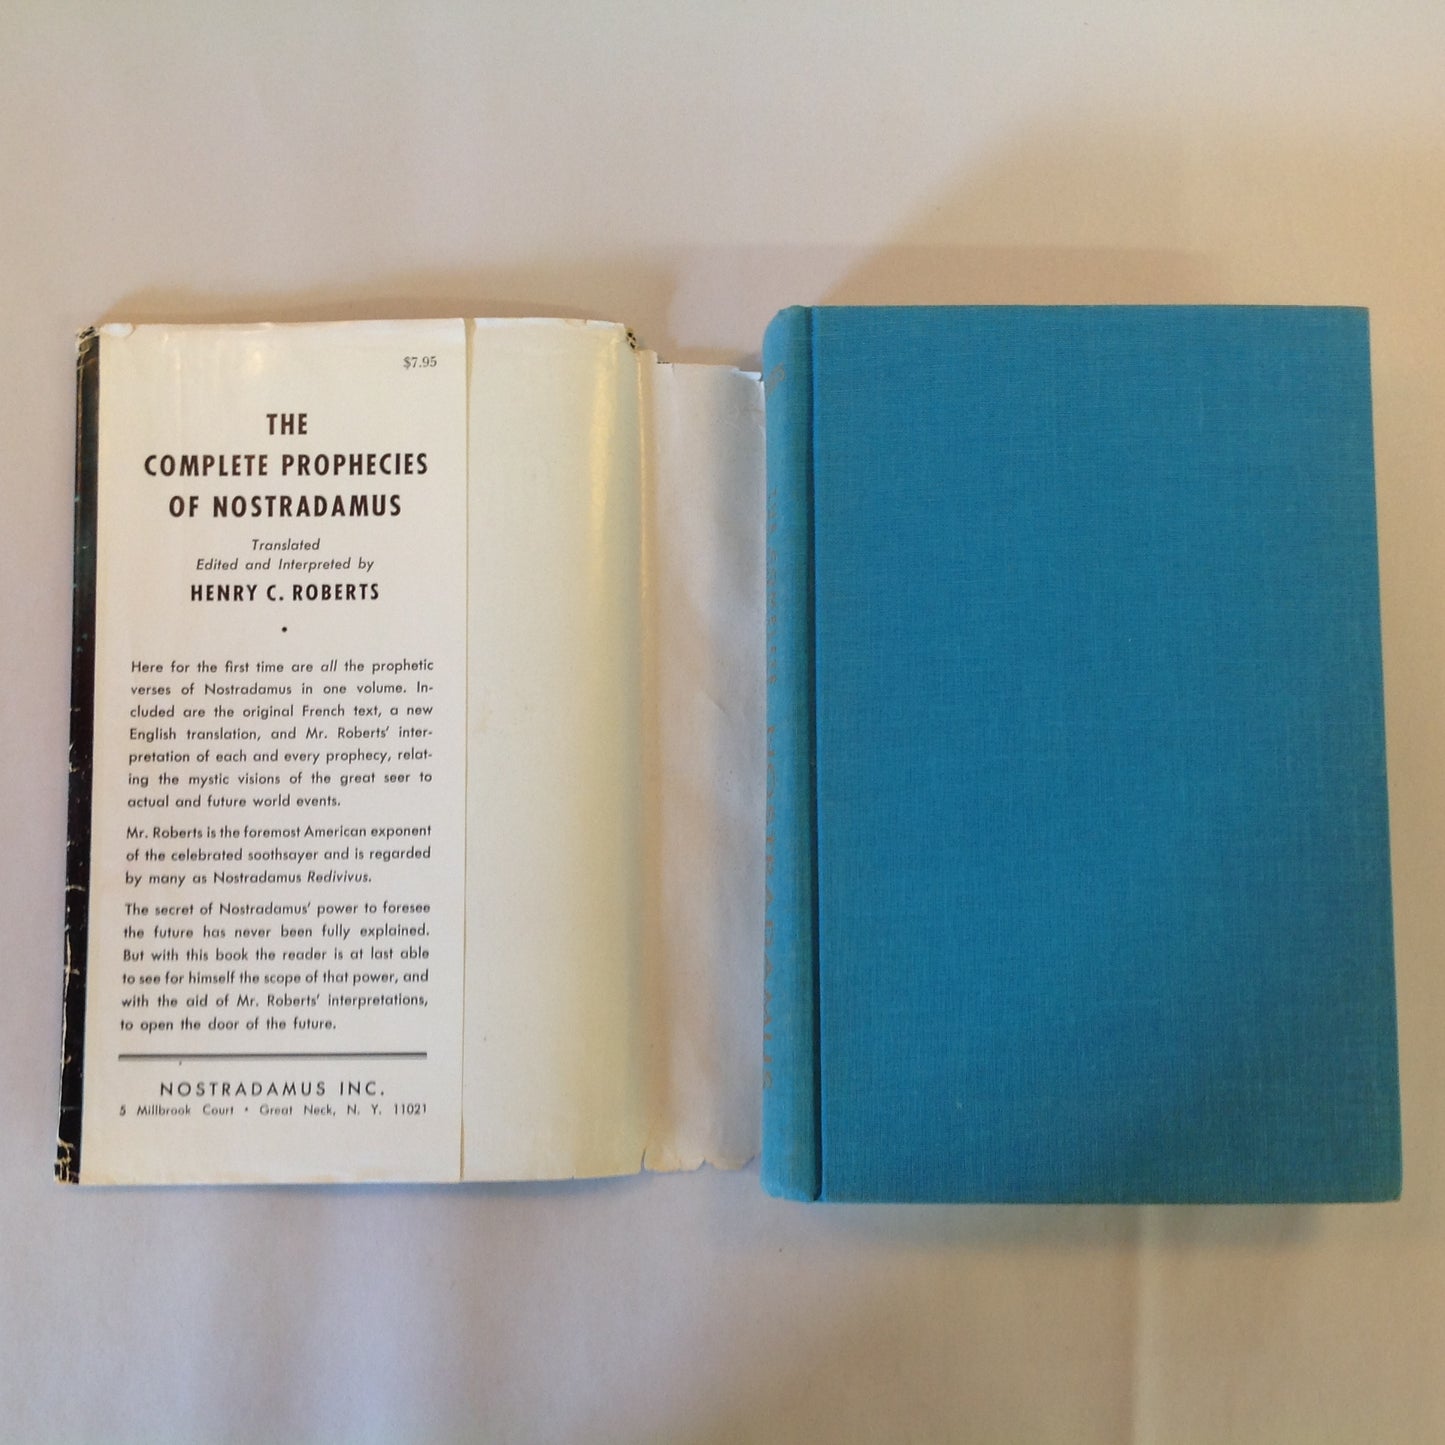 $7.95
THE
COMPLETE PROPHECIES
OF NOSTRADAMUS
Translated
Edited and Interpreted by
HENRY C. ROBERTS
•
Here for the first time are all the prophetic
verses of Nostradamus in one volume. In-
cluded are the original French text, a new
English translation, and Mr. Roberts' inter-
pretation of each and every prophecy, relat-
ing the mystic visions of the great seer to
actual and future world events.
Mr. Roberts is the foremost American exponent
of the celebrated soothsayer and is regarded
by many as Nostradamus Redivivus.
The secret of Nostradamus' power to foresee
the future has never been fully explained.
But with this book the reader is at last able
to see for himself the scope of that power, and
with the aid of Mr. Roberts' interpretations,
to open the door of the future.
NOSTRADAMUS INC.
5 Millbrook Court • Great Neck, N. Y. 11021